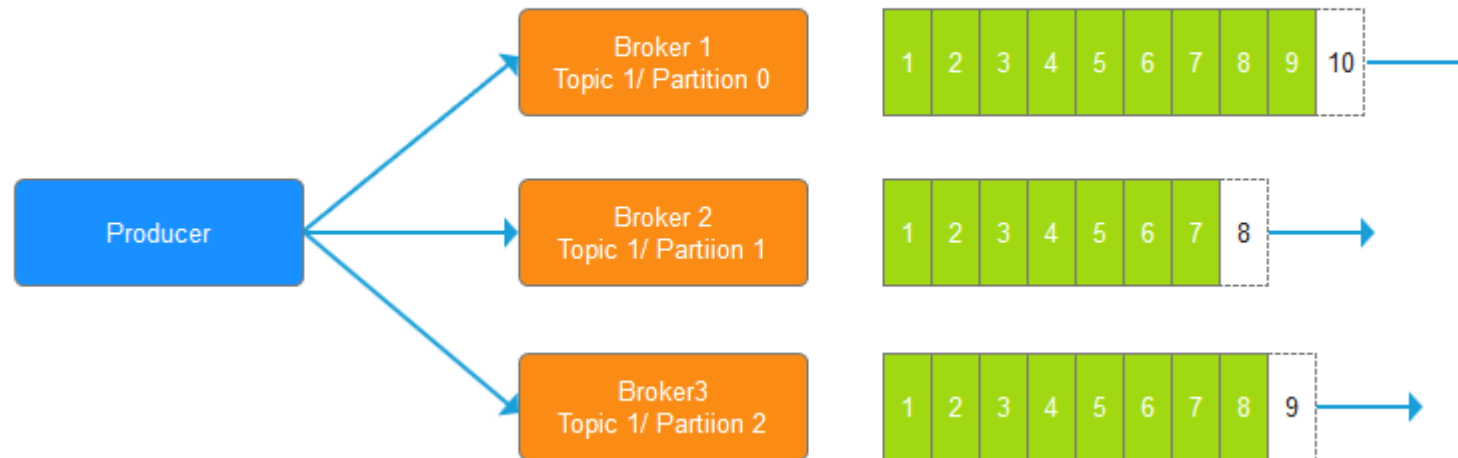 Broker 1
Topic 1/ Partition 0
1 2 3 4 5 6 7 8 9 10
Producer
Broker 2
Topic 1/ Partiion 1
1 2 3 4 5 6 7 8
Broker3
Topic 1/ Partiion 2
1 2 3 4 5 6 7 8 9